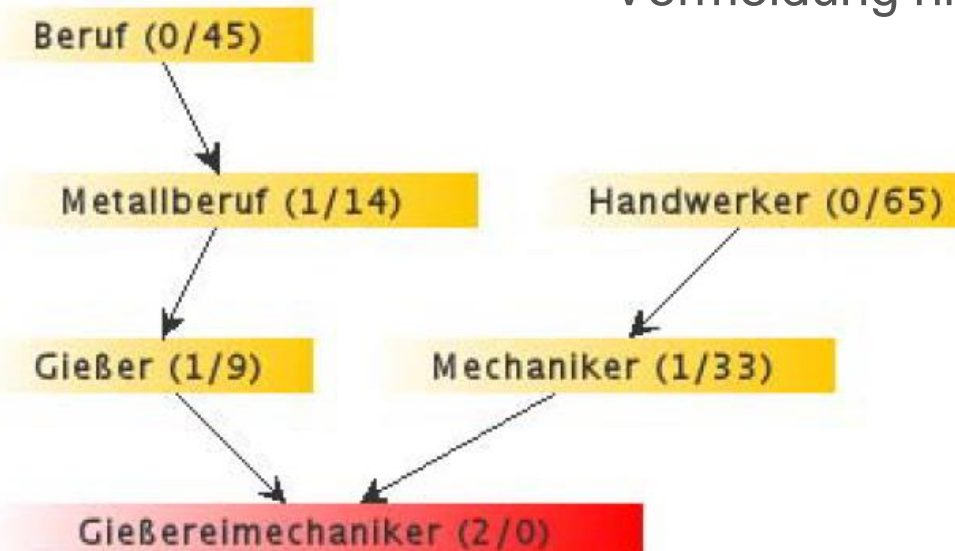 Beruf (0/45)
Metallberuf (1/14)
Handwerker (0/65)
Gießer (1/9)
Mechaniker (1/33)
Gießereimechaniker (2/0)